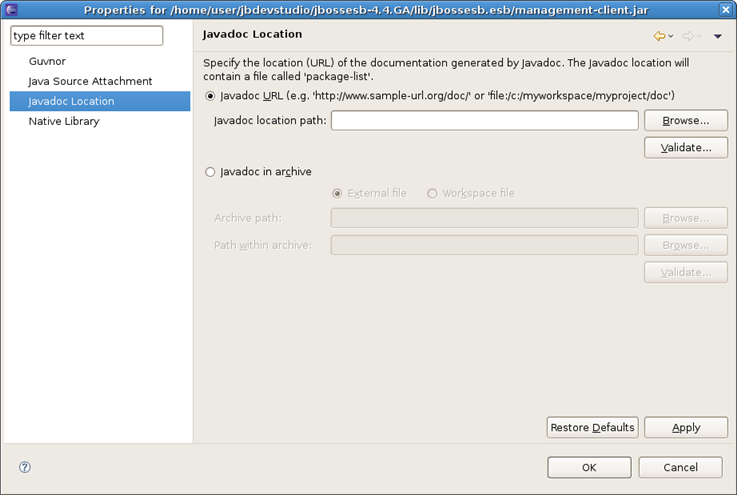 Properties for /home/user/jbdevstudio/jbossesb-4.4.GA/lib/jbossesb.esb/management-client.jar
type filter text
Guvnor
Java Source Attachment
Javadoc Location
Native Library
Javadoc Location
Specify the location (URL) of the documentation generated by Javadoc. The Javadoc location will
contain a file called 'package-list'.
Javadoc URL (e.g. 'http://www.sample-url.org/doc/' or 'file:/c:/myworkspace/myproject/doc')
Javadoc location path: Browse...
Validate...
Javadoc in archive
External file Workspace file
Archive path: Browse...
Path within archive: Browse...
Validate...
Restore Defaults Apply
? OK Cancel